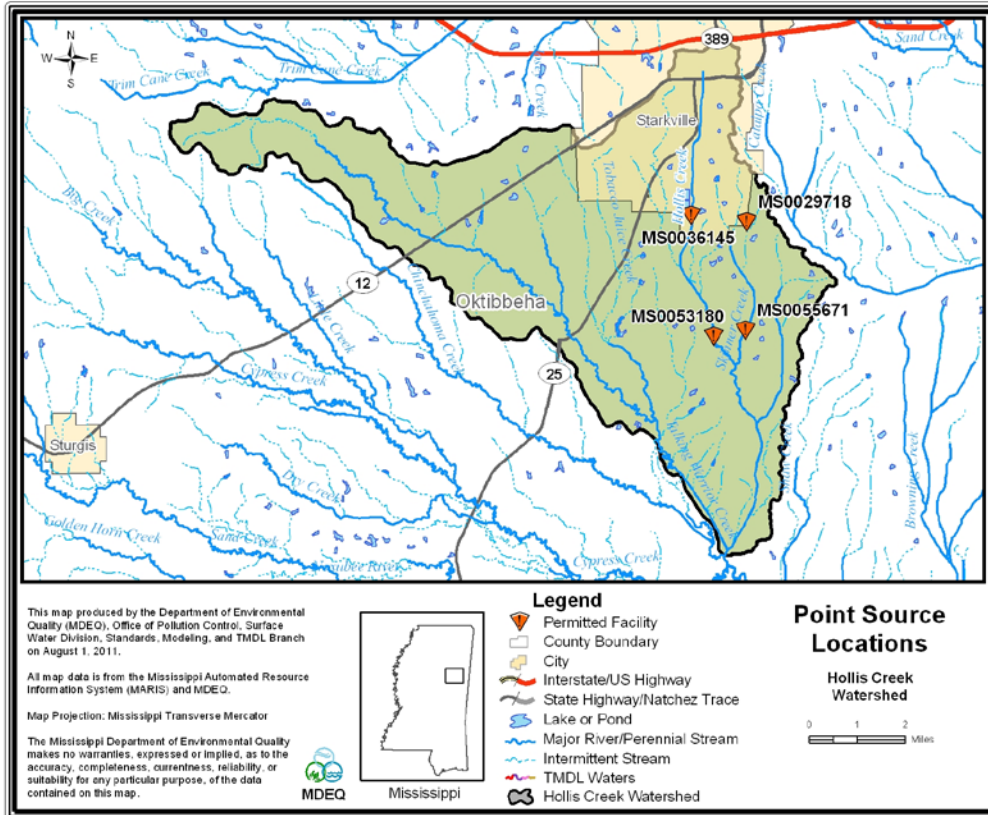 N
W E
S
389
Sand Creek
Trim Cane Creek
Trim Cane Creek
Creek
Starkville
Catalpa Creek
Hollis Creek
Tobacco Juice Creek
Big Creek
MS0029718
MS0036145
12
Oktibbeha
Chinchahoma Creek
Creek
MS0053180
MS0055671
Skinner Creek
Cypress Creek
25
Sturgis
Talking Warrior Creek
Creek
Browning Creek
Dry Creek
Golden Horn Creek
Sand Creek
River
Cypress Creek
This map produced by the Department of Environmental
Quality (MDEQ), Office of Pollution Control, Surface
Water Division, Standards, Modeling, and TMDL Branch
on August 1, 2011.
All map data is from the Mississippi Automated Resource
Information System (MARIS) and MDEQ.
Map Projection: Mississippi Transverse Mercator
The Mississippi Department of Environmental Quality
makes no warranties, expressed or implied, as to the
accuracy, completeness, currentness, reliability, or
suitability for any particular purpose, of the data
contained on this map.
MDEQ
Mississippi
Legend
Permitted Facility
County Boundary
City
Interstate/US Highway
State Highway/Natchez Trace
Lake or Pond
Major River/Perennial Stream
Intermittent Stream
TMDL Waters
Hollis Creek Watershed
Point Source
Locations
Hollis Creek
Watershed
0 1 2
Miles